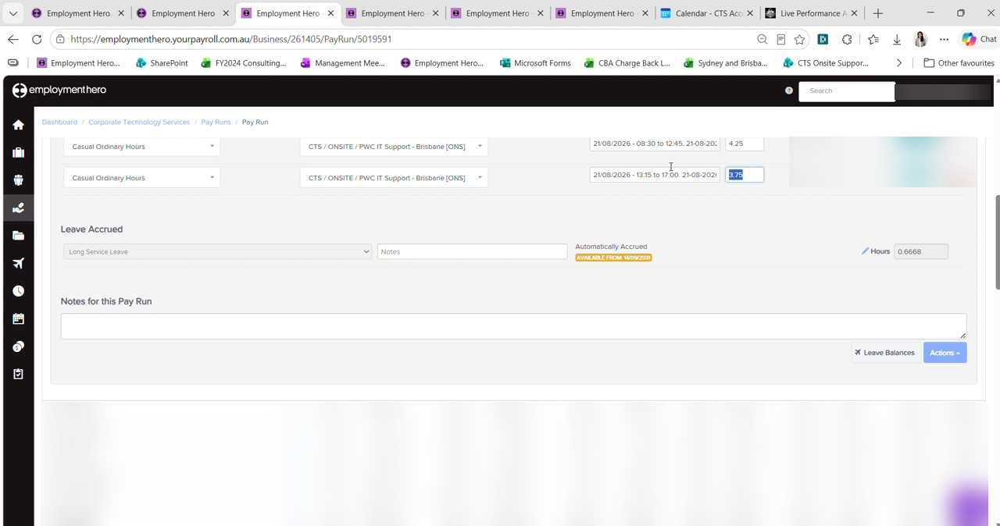 Employment Hero
Employment Hero
Employment Hero
Employment Hero
Employment Hero
Employment Hero
Calendar - CTS Acc
Live Performance A
https://employmenthero.yourpayroll.com.au/Business/261405/PayRun/5019591
Chat
Employment Hero...
SharePoint
FY2024 Consulting...
Management Mee...
Employment Hero...
Microsoft Forms
CBA Charge Back L...
Sydney and Brisba...
CTS Onsite Suppor...
Other favourites
employmenthero
?
Search
Dashboard / Corporate Technology Services / Pay Runs / Pay Run
Casual Ordinary Hours
CTS / ONSITE / PWC IT Support - Brisbane [ONS]
21/08/2026 - 08:30 to 12:45. 21-08-202
4.25
Casual Ordinary Hours
CTS / ONSITE / PWC IT Support - Brisbane [ONS]
21/08/2026 - 13:15 to 17:00. 21-08-2026
3.75
Leave Accrued
Long Service Leave
Notes
Automatically Accrued
AVAILABLE FROM: 14/09/2031
Hours
0.6668
Notes for this Pay Run
Leave Balances
Actions